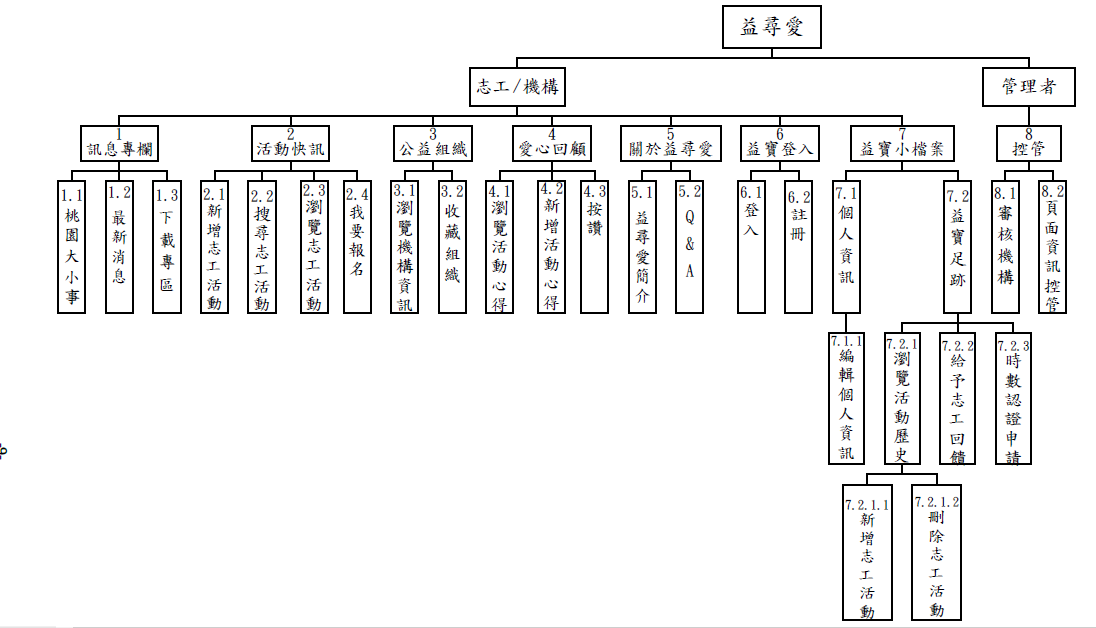 益尋愛
志工/機構
管理者
1
訊息專欄
2
活動快訊
3
公益組織
4
愛心回顧
5
關於益尋愛
6
益寶登入
7
益寶小檔案
8
控管
1.1
桃園大小事
1.2
最新消息
1.3
下載專區
2.1
新增志工活動
2.2
搜尋志工活動
2.3
瀏覽志工活動
2.4
我要報名
3.1
瀏覽機構資訊
3.2
收藏組織
4.1
瀏覽活動心得
4.2
新增活動心得
4.3
按讚
5.1
益尋愛簡介
5.2
Q&A
6.1
登入
6.2
註冊
7.1
個人資訊
7.2
益寶足跡
8.1
審核機構
8.2
頁面資訊控管
7.1.1
編輯個人資訊
7.2.1
瀏覽活動歷史
7.2.2
給予志工回饋
7.2.3
時數認證申請
7.2.1.1
新增志工活動
7.2.1.2
刪除志工活動